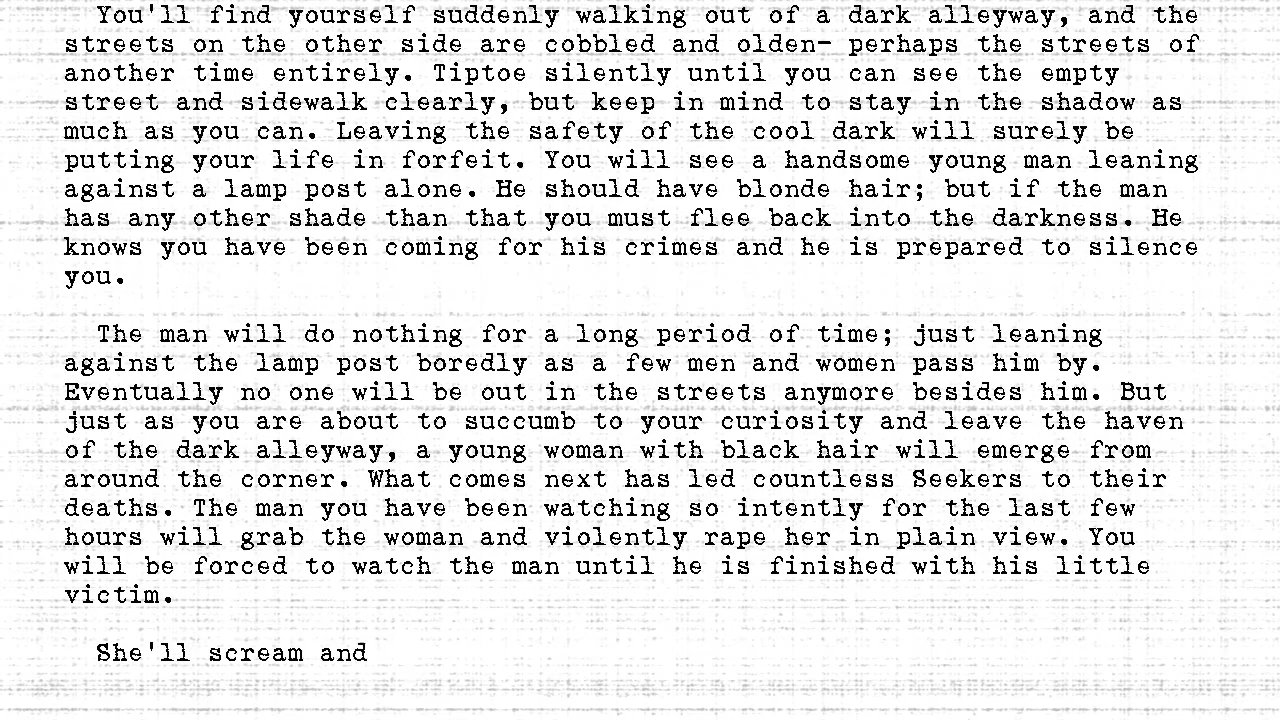 You'll find yourself suddenly walking out of a dark alleyway, and the
streets on the other side are cobbled and olden- perhaps the streets of
another time entirely. Tiptoe silently until you can see the empty
street and sidewalk clearly, but keep in mind to stay in the shadow as
much as you can. Leaving the safety of the cool dark will surely be
putting your life in forfeit. You will see a handsome young man leaning
against a lamp post alone. He should have blonde hair; but if the man
has any other shade than that you must flee back into the darkness. He
knows you have been coming for his crimes and he is prepared to silence
you.
The man will do nothing for a long period of time; just leaning
against the lamp post boredly as a few men and women pass him by.
Eventually no one will be out in the streets anymore besides him. But
just as you are about to succumb to your curiosity and leave the haven
of the dark alleyway, a young woman with black hair will emerge from
around the corner. What comes next has led countless Seekers to their
deaths. The man you have been watching so intently for the last few
hours will grab the woman and violently rape her in plain view. You
will be forced to watch the man until he is finished with his little
victim.
She'll scream and